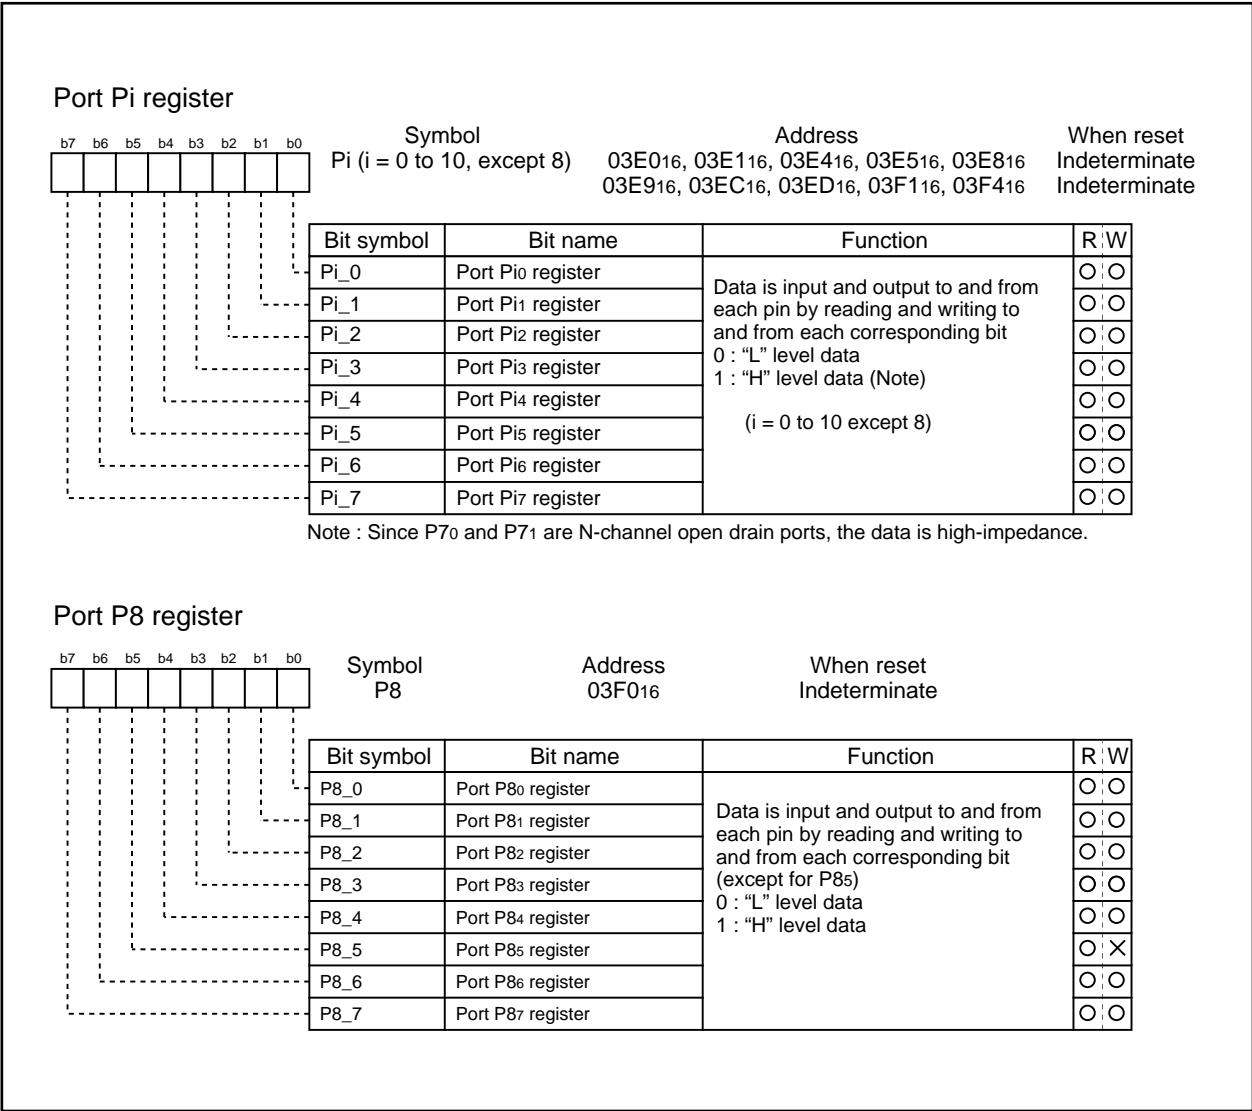 Port Pi register
b7 b6 b5 b4 b3 b2 b1 b0
Symbol Address When reset
Pi (i = 0 to 10, except 8) 03E016, 03E116, 03E416, 03E516, 03E816 Indeterminate
03E916, 03EC16, 03ED16, 03F116, 03F416 Indeterminate
Bit symbol Bit name Function R W
Pi_0 Port Pi0 register
Pi_1 Port Pi1 register
Pi_2 Port Pi2 register
Pi_3 Port Pi3 register
Pi_4 Port Pi4 register
Pi_5 Port Pi5 register
Pi_6 Port Pi6 register
Pi_7 Port Pi7 register
Data is input and output to and from
each pin by reading and writing to
and from each corresponding bit
0 : “L” level data
1 : “H” level data (Note)
(i = 0 to 10 except 8)
Note : Since P70 and P71 are N-channel open drain ports, the data is high-impedance.
Port P8 register
b7 b6 b5 b4 b3 b2 b1 b0
Symbol Address When reset
P8 03F016 Indeterminate
Bit symbol Bit name Function R W
P8_0 Port P80 register
P8_1 Port P81 register
P8_2 Port P82 register
P8_3 Port P83 register
P8_4 Port P84 register
P8_5 Port P85 register
P8_6 Port P86 register
P8_7 Port P87 register
Data is input and output to and from
each pin by reading and writing to
and from each corresponding bit
(except for P85)
0 : “L” level data
1 : “H” level data